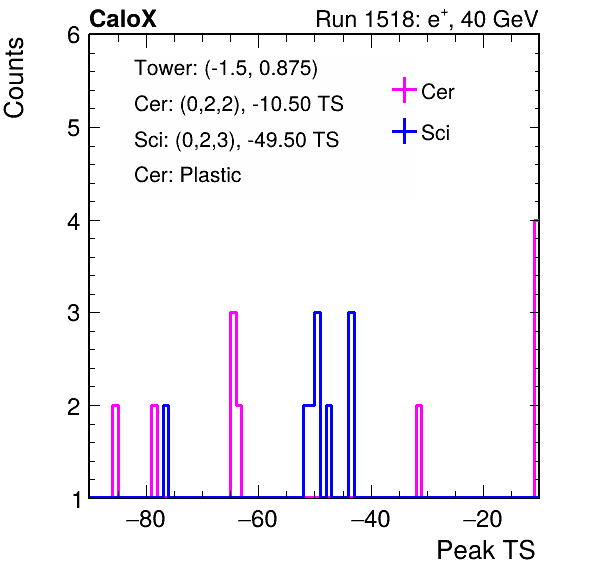 CaloX Run 1518: e⁺, 40 GeV
Counts
6
Tower: (-1.5, 0.875)
Cer: (0,2,2), -10.50 TS
Sci: (0,2,3), -49.50 TS
Cer: Plastic
Cer
Sci
5
4
3
2
1
−80 −60 −40 −20
Peak TS